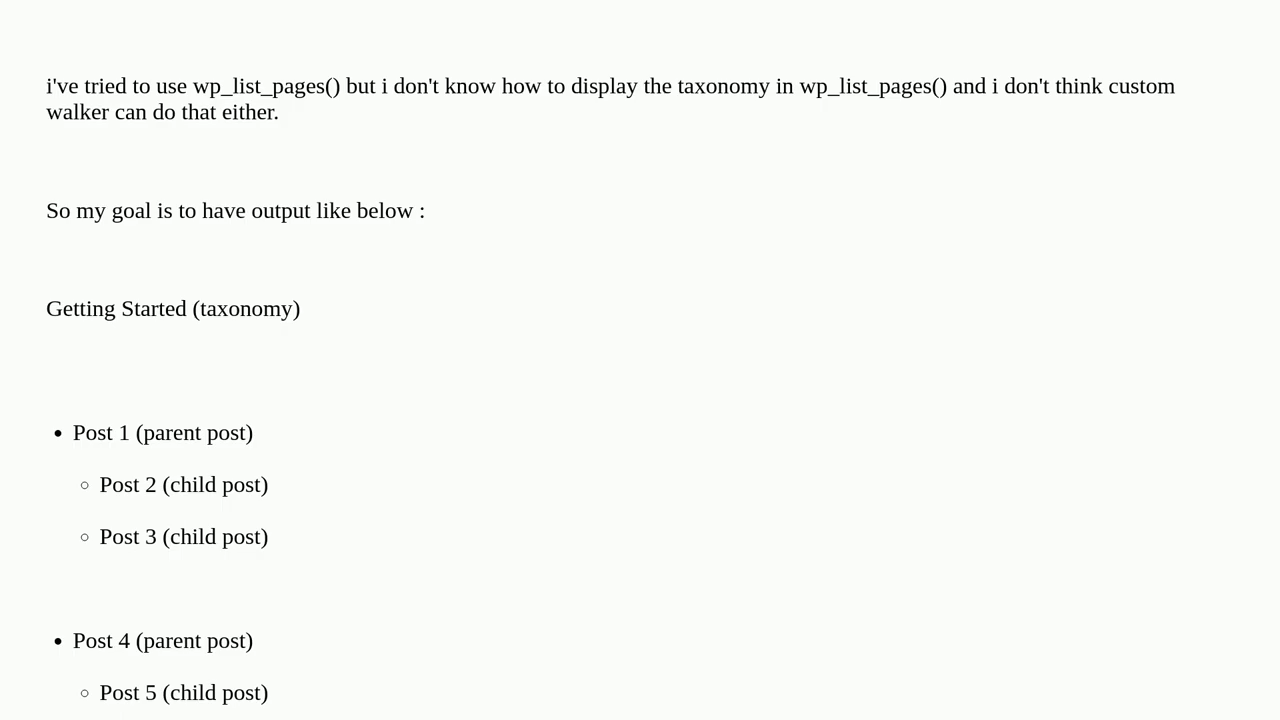 i've tried to use wp_list_pages() but i don't know how to display the taxonomy in wp_list_pages() and i don't think custom
walker can do that either.
So my goal is to have output like below :
Getting Started (taxonomy)
Post 1 (parent post)
Post 2 (child post)
Post 3 (child post)
Post 4 (parent post)
Post 5 (child post)